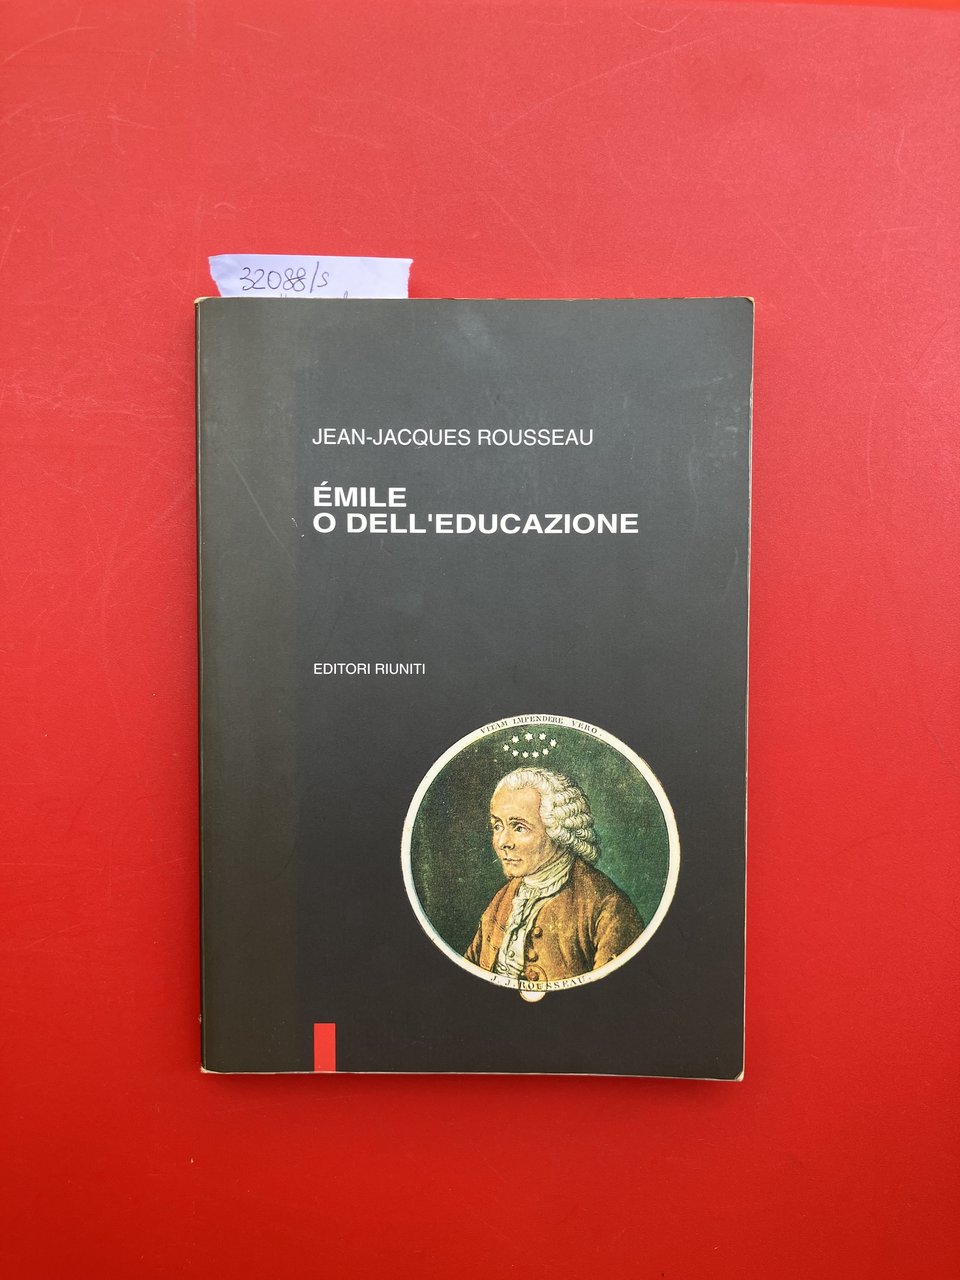 32088/s
JEAN-JACQUES ROUSSEAU
ÉMILE
O DELL'EDUCAZIONE
EDITORI RIUNITI
VITAM IMPENDERE VERO.
J. J. ROUSSEAU.